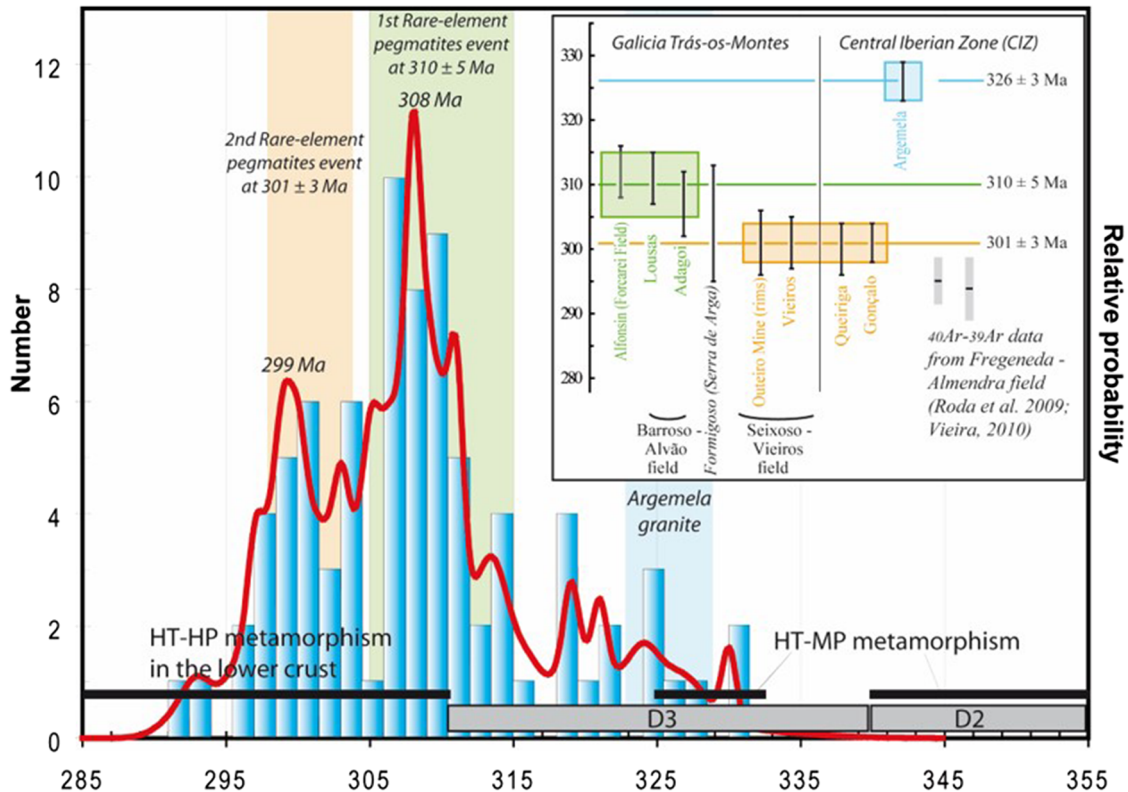 1st Rare-element
pegmatites event
at 310 ± 5 Ma
308 Ma
2nd Rare-element
pegmatites event
at 301 ± 3 Ma
299 Ma
Number
12
10
8
6
4
2
0
Relative probability
Galicia Trás-os-Montes
Central Iberian Zone (CIZ)
330
320
310
300
290
280
326 ± 3 Ma
310 ± 5 Ma
301 ± 3 Ma
Argemela
Alfonsin (Forcarei Field)
Lousas
Adagoi
Formigoso (Serra de Arga)
Outeiro Mine (rims)
Vieiros
Queiriga
Gonçalo
Barroso -
Alvão
field
Seixoso -
Vieiros
field
40Ar-39Ar data
from Fregeneda -
Almendra field
(Roda et al. 2009;
Vieira, 2010)
Argemela
granite
HT-HP metamorphism
in the lower crust
HT-MP metamorphism
D3
D2
285
295
305
315
325
335
345
355